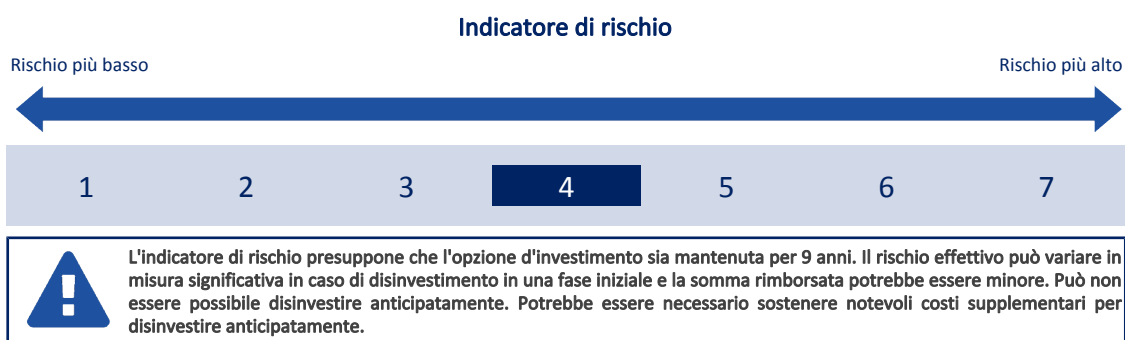 Indicatore di rischio
Rischio più basso
Rischio più alto
1 2 3 4 5 6 7
L'indicatore di rischio presuppone che l'opzione d'investimento sia mantenuta per 9 anni. Il rischio effettivo può variare in
misura significativa in caso di disinvestimento in una fase iniziale e la somma rimborsata potrebbe essere minore. Può non
essere possibile disinvestire anticipatamente. Potrebbe essere necessario sostenere notevoli costi supplementari per
disinvestire anticipatamente.